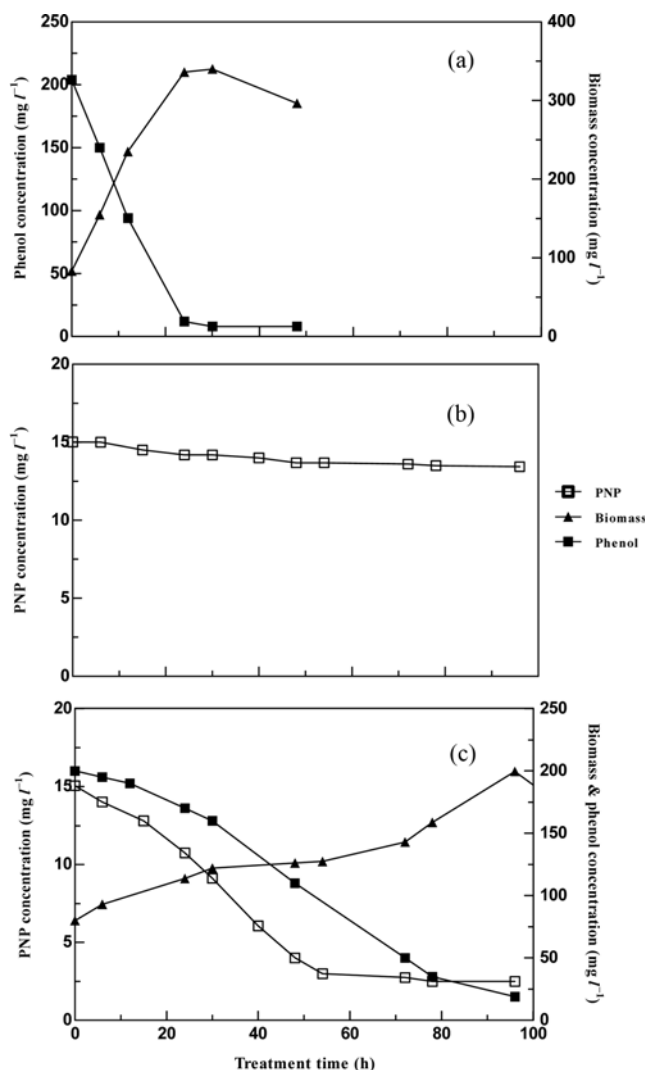 (a)
Phenol concentration (mg l⁻¹)
250
200
150
100
50
0
400
300
200
100
0
Biomass concentration (mg l⁻¹)
(b)
PNP concentration (mg l⁻¹)
20
15
10
5
0
PNP
Biomass
Phenol
(c)
PNP concentration (mg l⁻¹)
20
15
10
5
0
250
200
150
100
50
0
Biomass & phenol concentration (mg l⁻¹)
0 20 40 60 80 100
Treatment time (h)